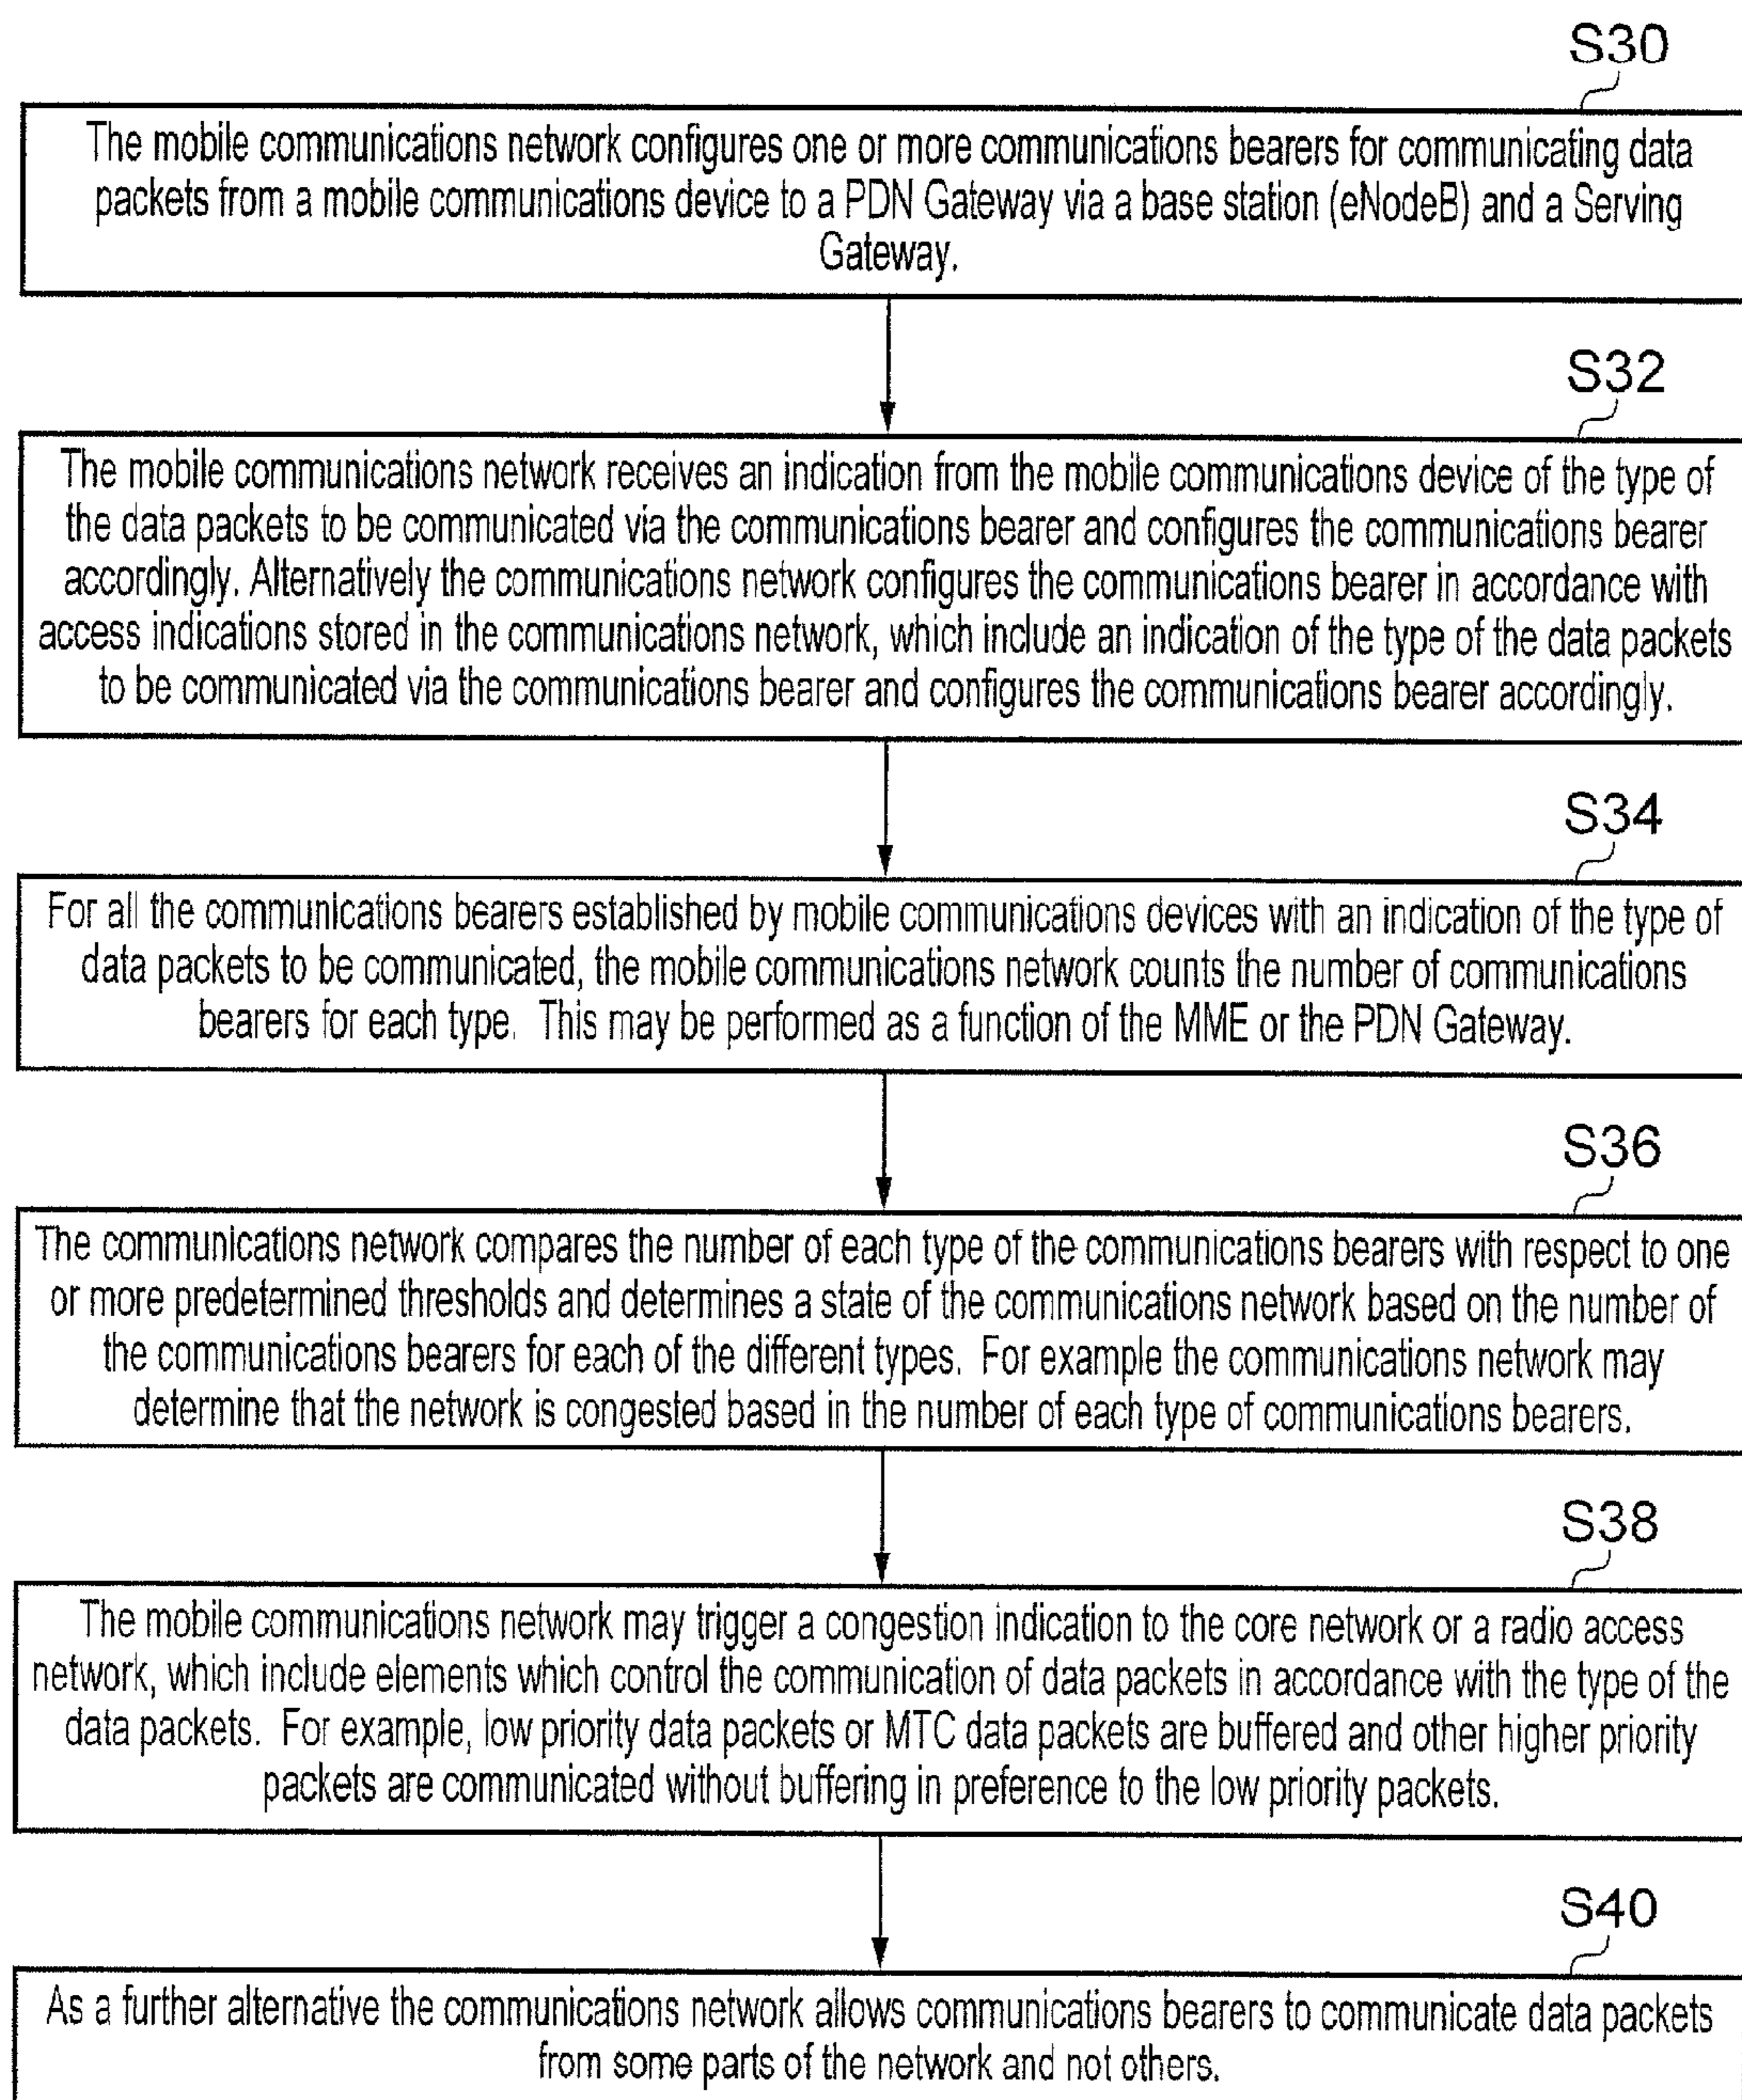 S30
The mobile communications network configures one or more communications bearers for communicating data
packets from a mobile communications device to a PDN Gateway via a base station (eNodeB) and a Serving
Gateway.
S32
The mobile communications network receives an indication from the mobile communications device of the type of
the data packets to be communicated via the communications bearer and configures the communications bearer
accordingly. Alternatively the communications network configures the communications bearer in accordance with
access indications stored in the communications network, which include an indication of the type of the data packets
to be communicated via the communications bearer and configures the communications bearer accordingly.
S34
For all the communications bearers established by mobile communications devices with an indication of the type of
data packets to be communicated, the mobile communications network counts the number of communications
bearers for each type. This may be performed as a function of the MME or the PDN Gateway.
S36
The communications network compares the number of each type of the communications bearers with respect to one
or more predetermined thresholds and determines a state of the communications network based on the number of
the communications bearers for each of the different types. For example the communications network may
determine that the network is congested based in the number of each type of communications bearers.
S38
The mobile communications network may trigger a congestion indication to the core network or a radio access
network, which include elements which control the communication of data packets in accordance with the type of the
data packets. For example, low priority data packets or MTC data packets are buffered and other higher priority
packets are communicated without buffering in preference to the low priority packets.
S40
As a further alternative the communications network allows communications bearers to communicate data packets
from some parts of the network and not others.